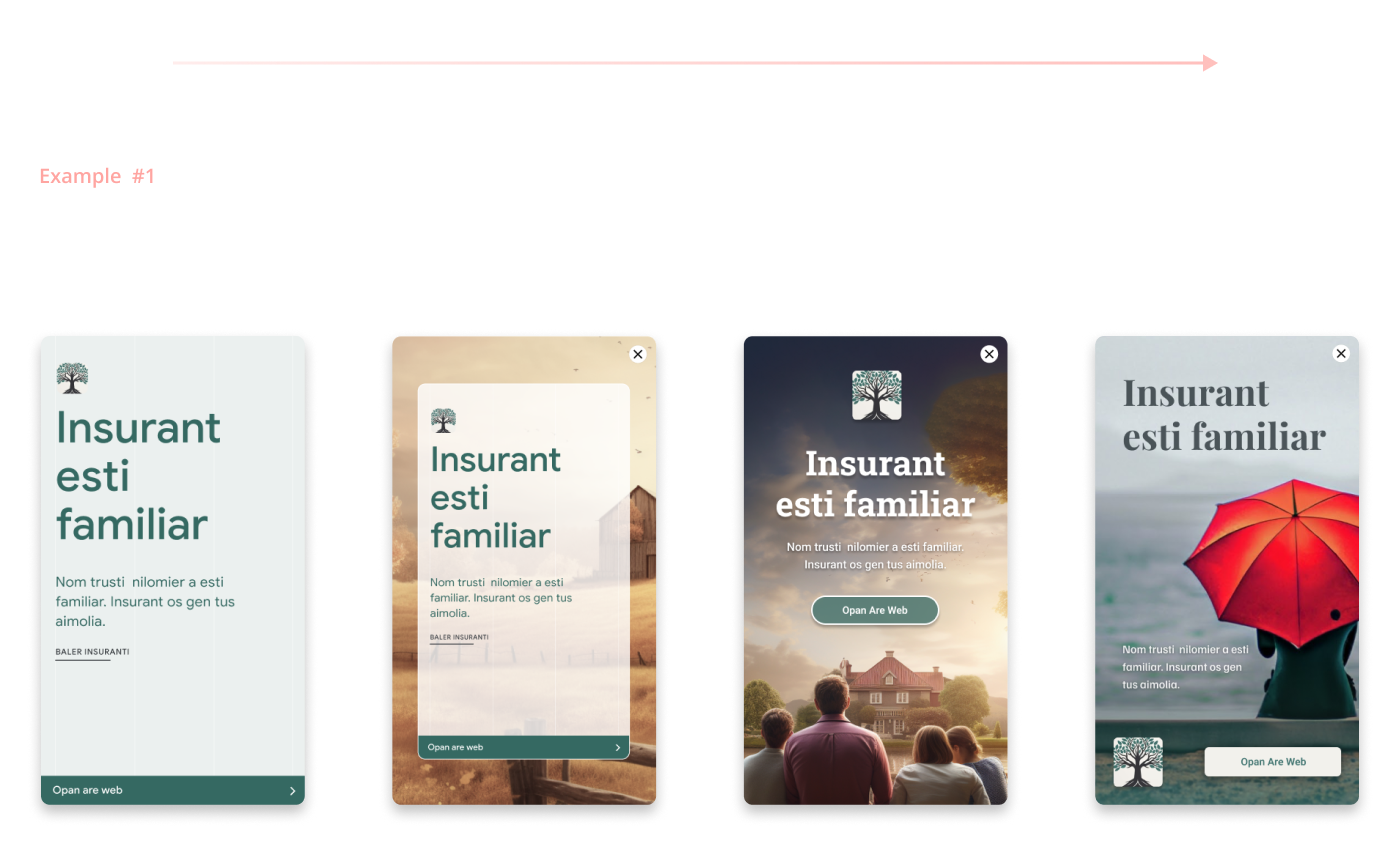 Example #1
Insurant
esti
familiar
Nom trusti nilomier a esti
familiar. Insurant os gen tus
aimolia.
BALER INSURANTI
Opan are web
Insurant
esti
familiar
Nom trusti nilomier a esti
familiar. Insurant os gen tus
aimolia.
BALER INSURANTI
Opan are web
Insurant
esti familiar
Nom trusti nilomier a esti familiar.
Insurant os gen tus aimolia.
Opan Are Web
Insurant
esti familiar
Nom trusti nilomier a esti
familiar. Insurant os gen
tus aimolia.
Opan Are Web